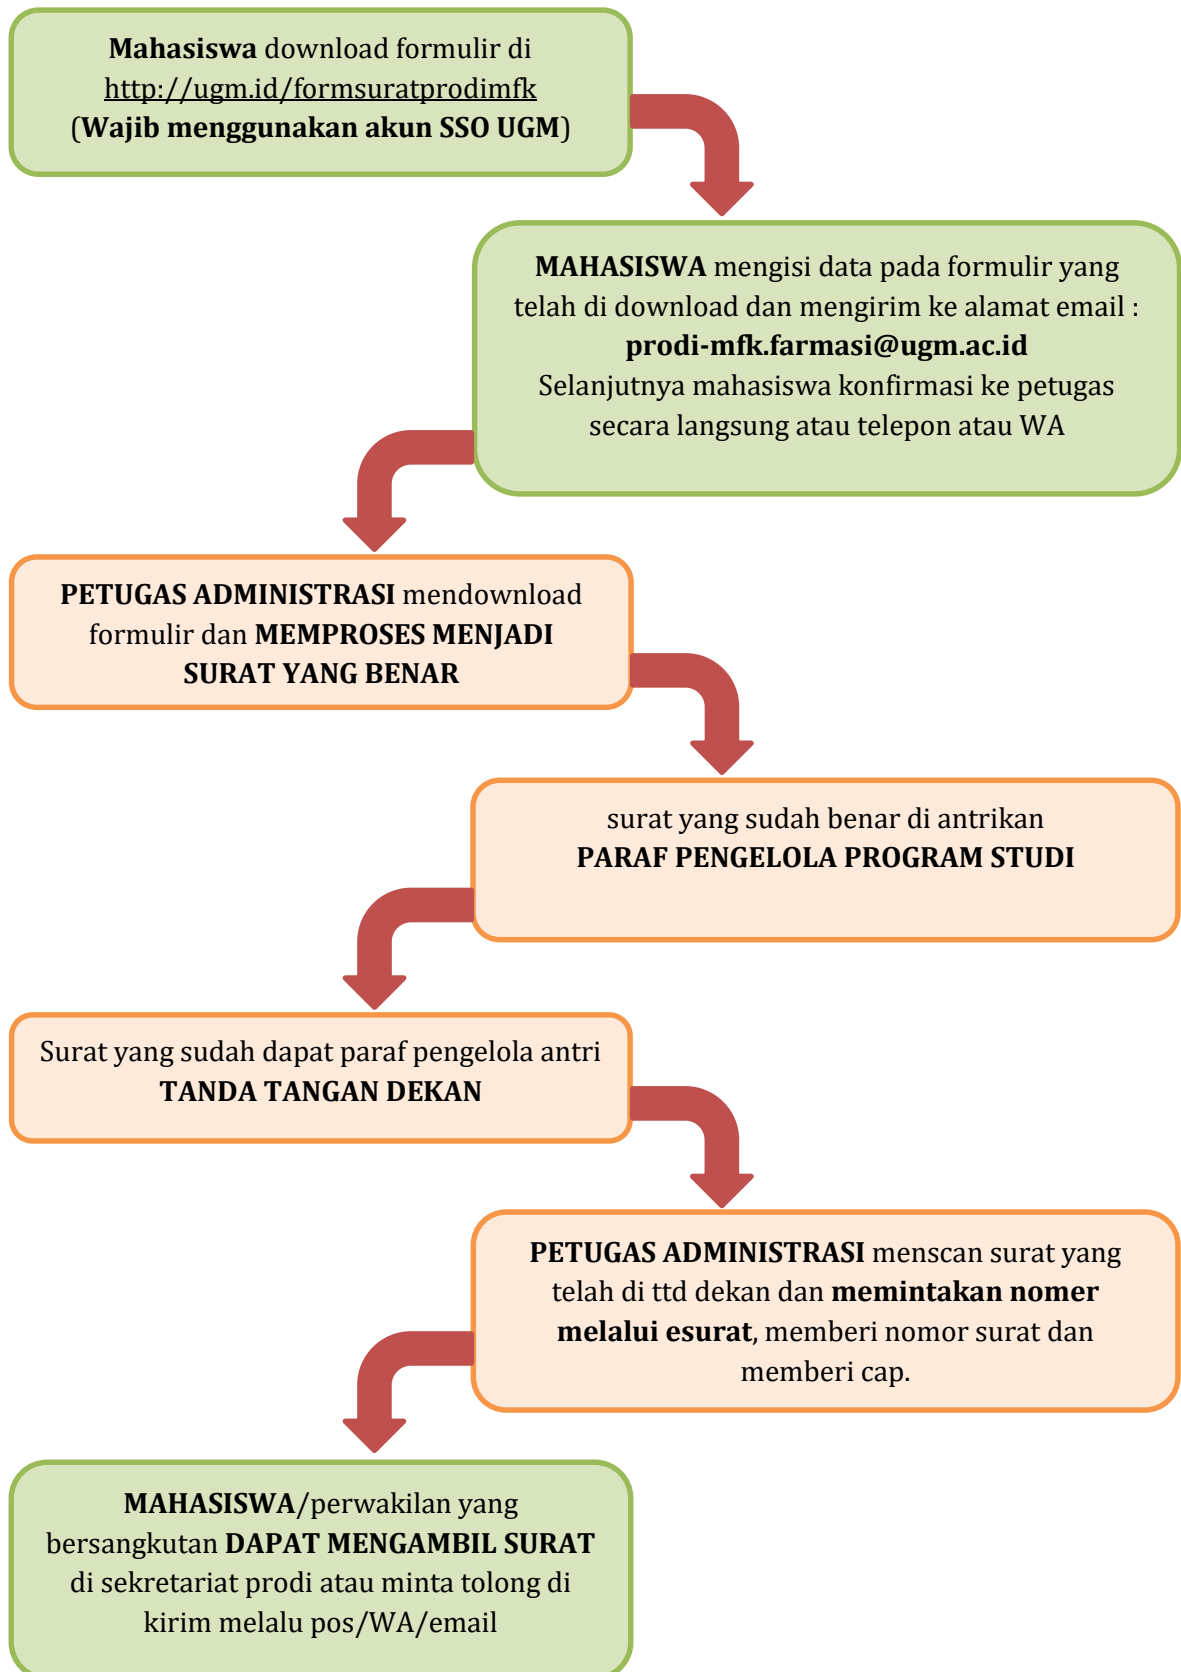 Mahasiswa download formulir di
http://ugm.id/formsuratprodimfk
(Wajib menggunakan akun SSO UGM)
MAHASISWA mengisi data pada formulir yang
telah di download dan mengirim ke alamat email :
prodi-mfk.farmasi@ugm.ac.id
Selanjutnya mahasiswa konfirmasi ke petugas
secara langsung atau telepon atau WA
PETUGAS ADMINISTRASI mendownload
formulir dan MEMPROSES MENJADI
SURAT YANG BENAR
surat yang sudah benar di antrikan
PARAF PENGELOLA PROGRAM STUDI
Surat yang sudah dapat paraf pengelola antri
TANDA TANGAN DEKAN
PETUGAS ADMINISTRASI menscan surat yang
telah di ttd dekan dan memintakan nomer
melalui esurat, memberi nomor surat dan
memberi cap.
MAHASISWA/perwakilan yang
bersangkutan DAPAT MENGAMBIL SURAT
di sekretariat prodi atau minta tolong di
kirim melalu pos/WA/email